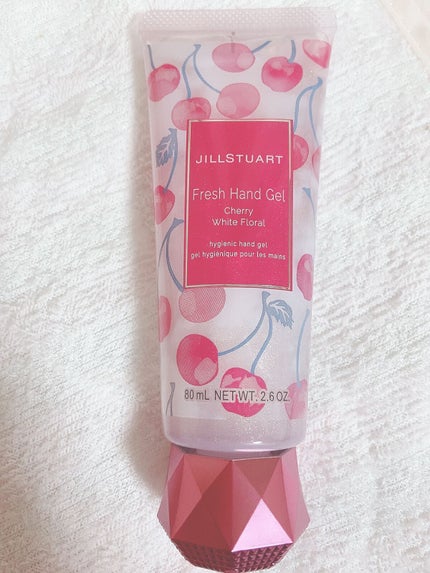 JILLSTUART
Fresh Hand Gel
Cherry
White Floral
hygienic hand gel
gel hygiénique pour les mains
80 mL NET WT. 2.6 OZ.